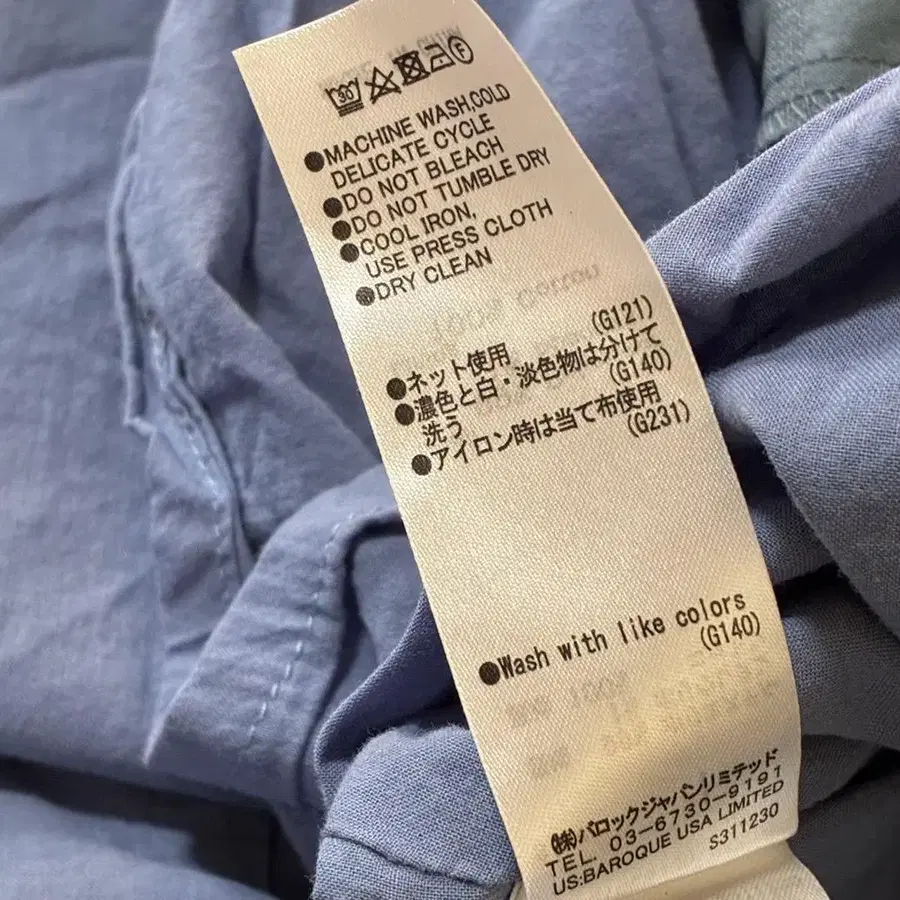 30 F
●MACHINE WASH,COLD
DELICATE CYCLE
●DO NOT BLEACH
●DO NOT TUMBLE DRY
●COOL IRON,
USE PRESS CLOTH
●DRY CLEAN
100% Cotton
●ネット使用 (G121)
●濃色と白・淡色物は分けて
洗う (G140)
●アイロン時は当て布使用
(G231)
●Wash with like colors
(G140)
㈱バロックジャパンリミテッド
TEL. 03-6730-9191
US:BAROQUE USA LIMITED
S311230